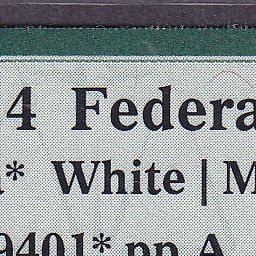 4 Federa
* White | M
9401* pp A